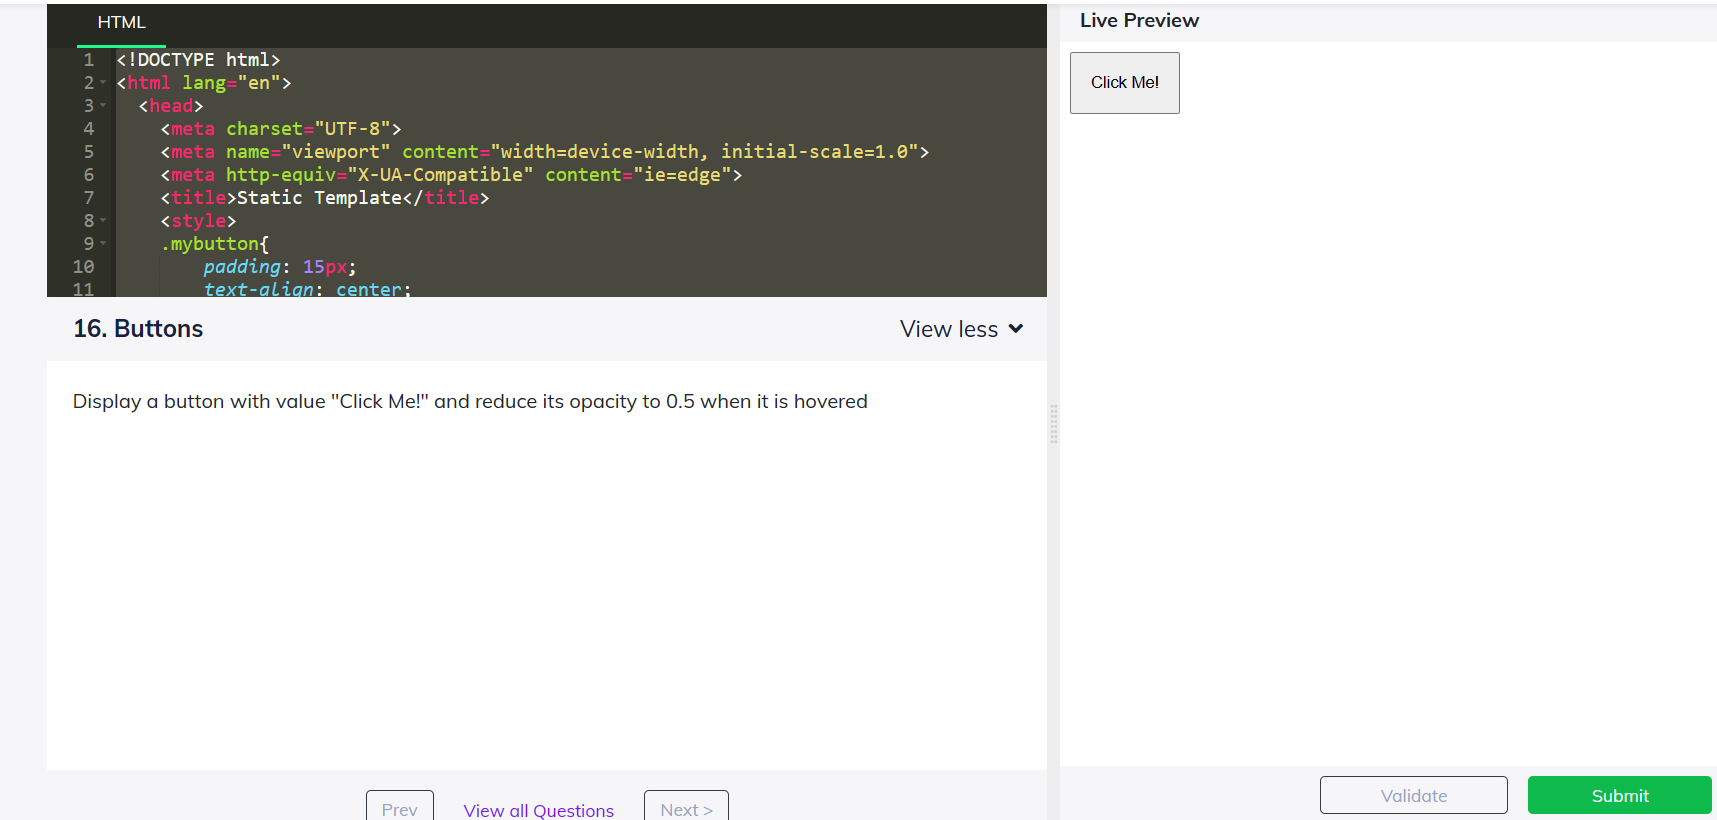 HTML
1 <!DOCTYPE html>
2 <html lang="en">
3 <head>
4 <meta charset="UTF-8">
5 <meta name="viewport" content="width=device-width, initial-scale=1.0">
6 <meta http-equiv="X-UA-Compatible" content="ie=edge">
7 <title>Static Template</title>
8 <style>
9 .mybutton{
10 padding: 15px;
11 text-align: center;
16. Buttons
View less
Display a button with value "Click Me!" and reduce its opacity to 0.5 when it is hovered
Prev
View all Questions
Next >
Live Preview
Click Me!
Validate
Submit